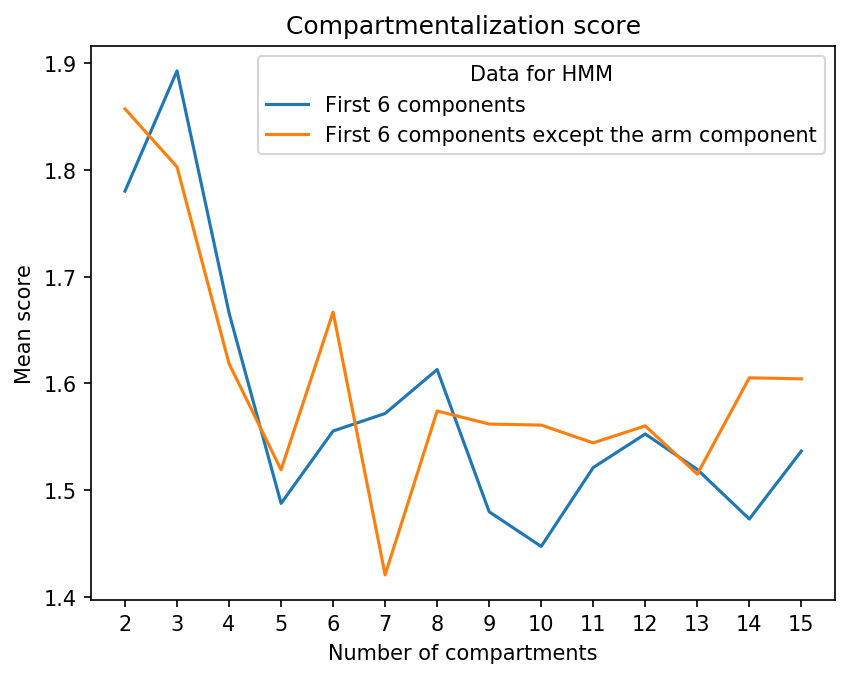 Compartmentalization score
Data for HMM
First 6 components
First 6 components except the arm component
Mean score
1.9
1.8
1.7
1.6
1.5
1.4
2 3 4 5 6 7 8 9 10 11 12 13 14 15
Number of compartments